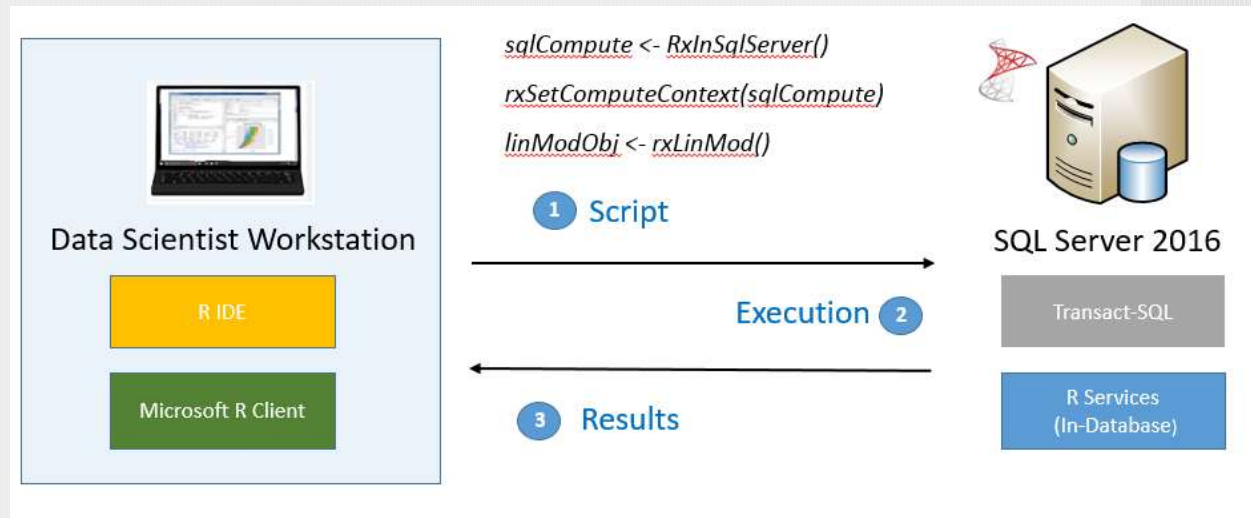 sqlCompute <- RxInSqlServer()
rxSetComputeContext(sqlCompute)
linModObj <- rxLinMod()
1 Script
Data Scientist Workstation
SQL Server 2016
R IDE
Execution 2
Transact-SQL
Microsoft R Client
3 Results
R Services
(In-Database)